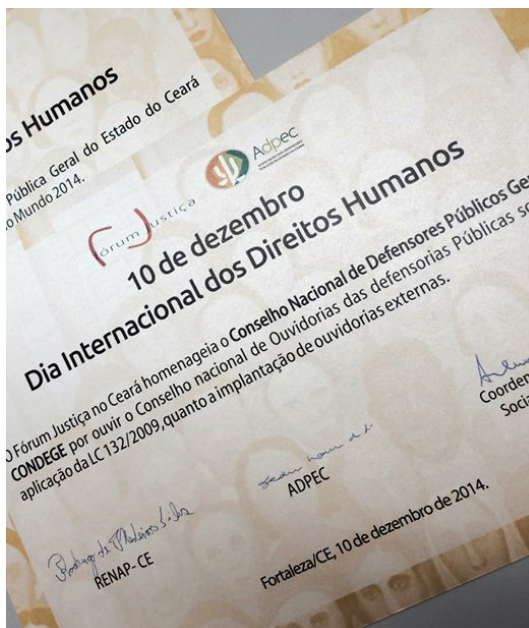 os Humanos
Pública Geral do Estado do Ceará
o Mundo 2014.
fórum Justiça
Adpec
10 de dezembro
Dia Internacional dos Direitos Humanos
O Fórum Justiça no Ceará homenageia o Conselho Nacional de Defensores Públicos Ge
CONDEGE por ouvir o Conselho nacional de Ouvidorias das defensorias Públicas so
aplicação da LC 132/2009, quanto a implantação de ouvidorias externas.
Coorden
Socia
ADPEC
RENAP-CE
Fortaleza/CE, 10 de dezembro de 2014.